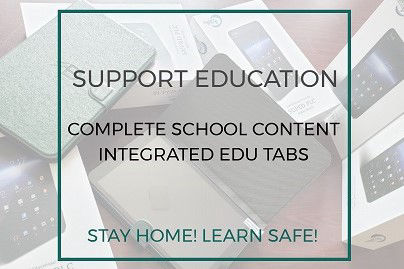 SUPPORT EDUCATION
COMPLETE SCHOOL CONTENT
INTEGRATED EDU TABS
STAY HOME! LEARN SAFE!